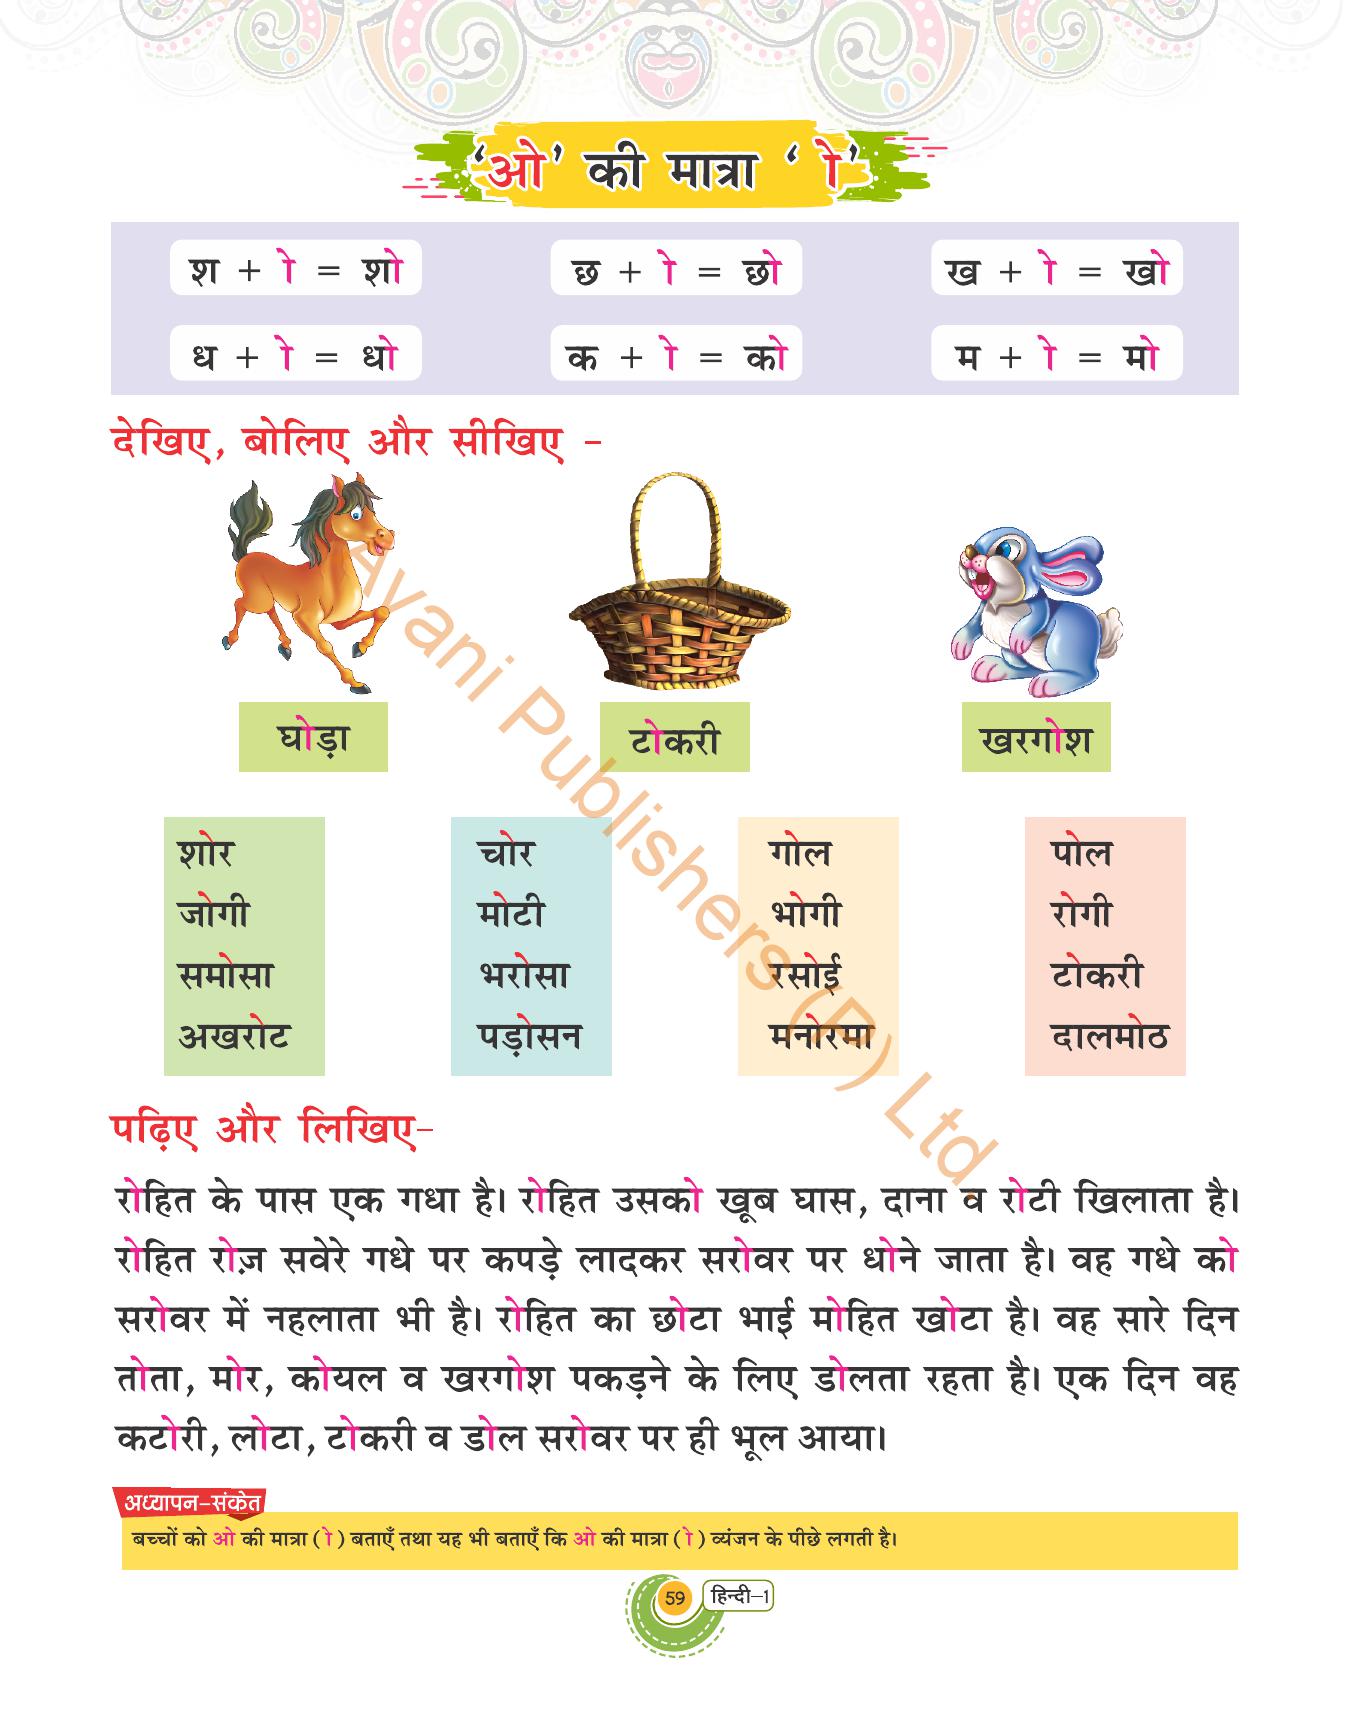 ‘ओ’ की मात्रा ‘ ो’
श + ो = शो
छ + ो = छो
ख + ो = खो
ध + ो = धो
क + ो = को
म + ो = मो
देखिए, बोलिए और सीखिए -
घोड़ा
टोकरी
खरगोश
शोर
जोगी
समोसा
अखरोट
चोर
मोटी
भरोसा
पड़ोसन
गोल
भोगी
रसोई
मनोरमा
पोल
रोगी
टोकरी
दालमोठ
पढ़िए और लिखिए-
रोहित के पास एक गधा है। रोहित उसको खूब घास, दाना व रोटी खिलाता है।
रोहित रोज़ सवेरे गधे पर कपड़े लादकर सरोवर पर धोने जाता है। वह गधे को
सरोवर में नहलाता भी है। रोहित का छोटा भाई मोहित खोटा है। वह सारे दिन
तोता, मोर, कोयल व खरगोश पकड़ने के लिए डोलता रहता है। एक दिन वह
कटोरी, लोटा, टोकरी व डोल सरोवर पर ही भूल आया।
अध्यापन-संकेत
बच्चों को ओ की मात्रा ( ो ) बताएँ तथा यह भी बताएँ कि ओ की मात्रा ( ो ) व्यंजन के पीछे लगती है।
59 हिन्दी-1
Avani Publishers (P) Ltd.